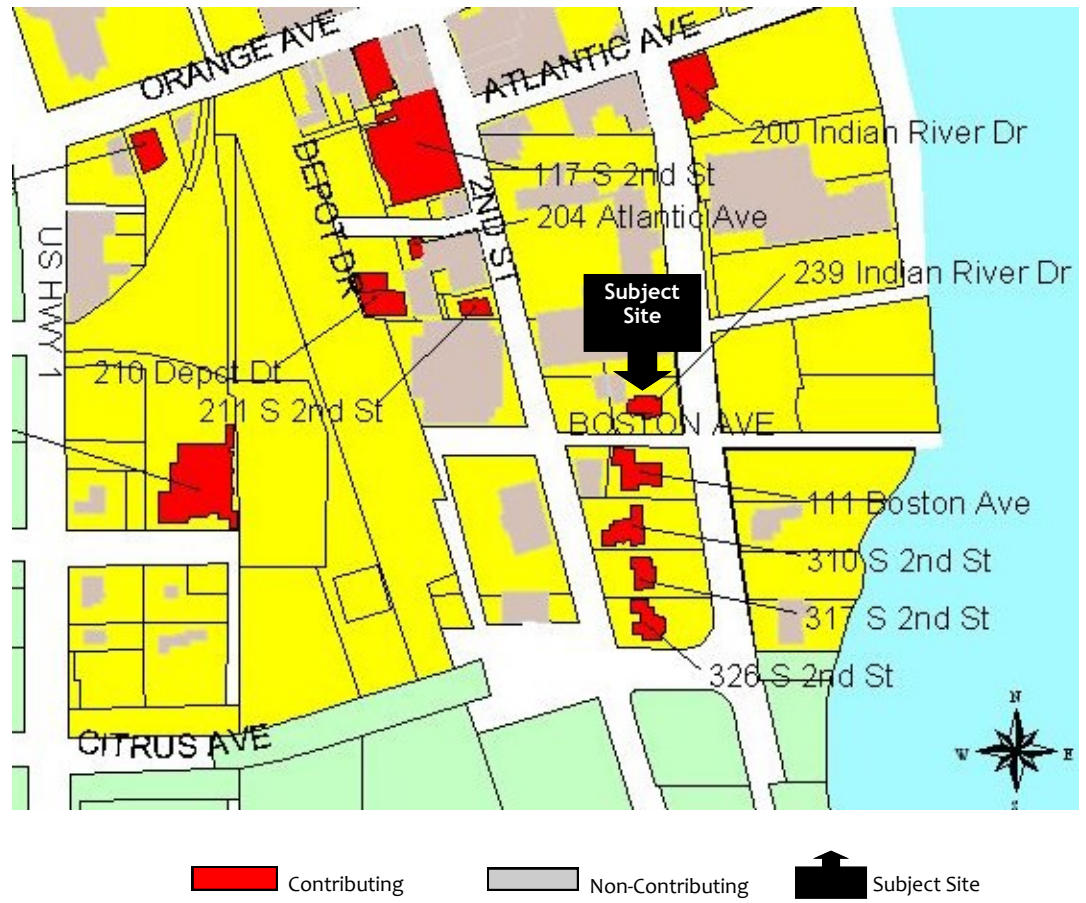 ORANGE AVE
ATLANTIC AVE
200 Indian River Dr
DEPOT DR
117 S 2nd St
2ND ST
204 Atlantic Ave
US HWY 1
239 Indian River Dr
Subject
Site
210 Depot Dt
211 S 2nd St
BOSTON AVE
111 Boston Ave
310 S 2nd St
317 S 2nd St
326 S 2nd St
CITRUS AVE
N
W
E
S
Contributing
Non-Contributing
Subject Site